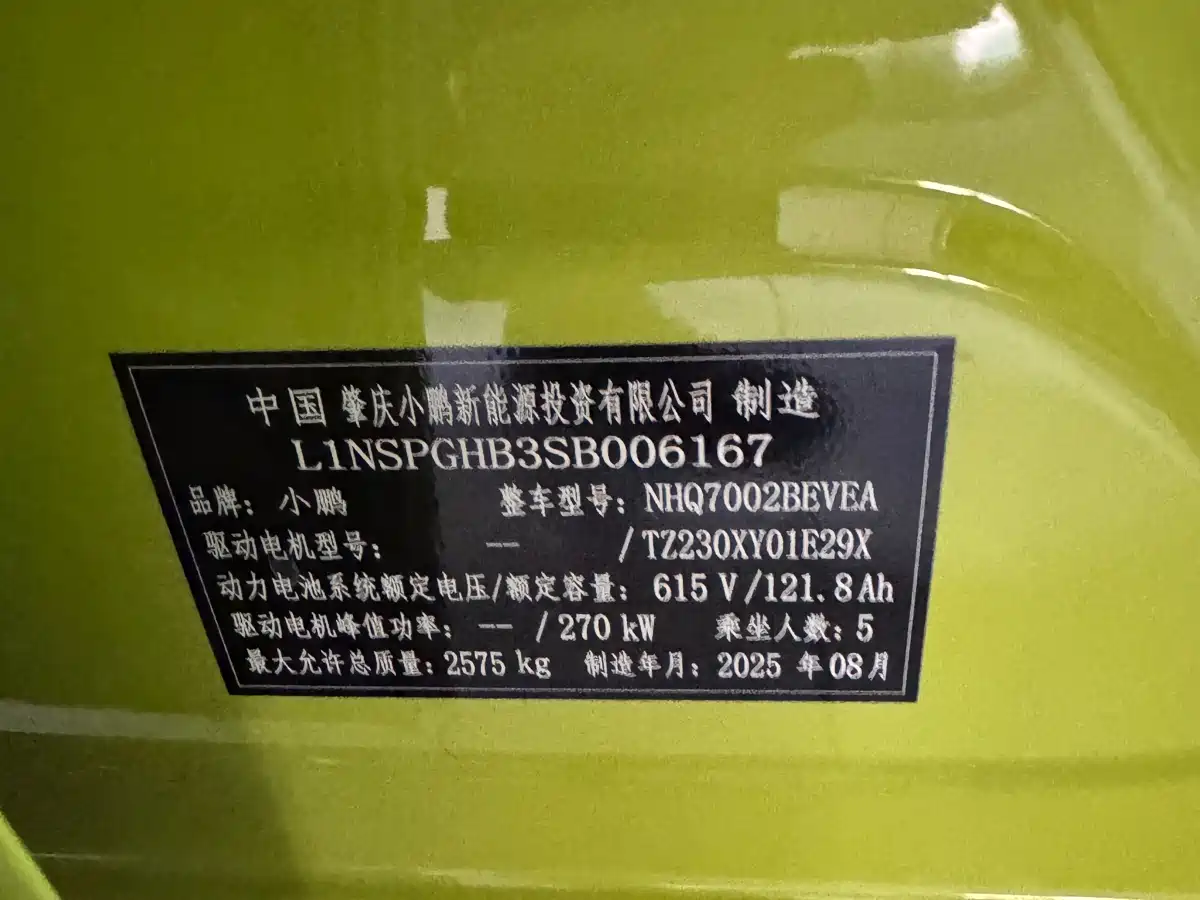 中国 肇庆小鹏新能源投资有限公司 制造
L1NSPGHB3SB006167
品牌：小鹏 整车型号：NHQ7002BEVEA
驱动电机型号： -- /TZ230XY01E29X
动力电池系统额定电压/额定容量：615 V/121.8Ah
驱动电机峰值功率： -- /270 kW 乘坐人数：5
最大允许总质量：2575 kg 制造年月：2025 年08月